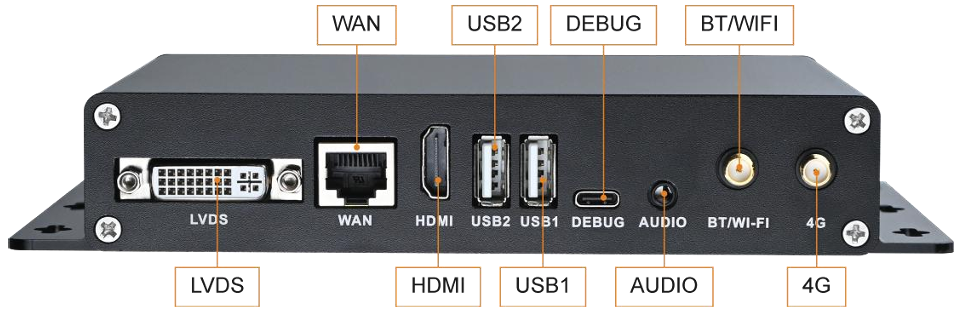 WAN USB2 DEBUG BT/WIFI
LVDS WAN HDMI USB2 USB1 DEBUG AUDIO BT/WI-FI 4G
LVDS HDMI USB1 AUDIO 4G